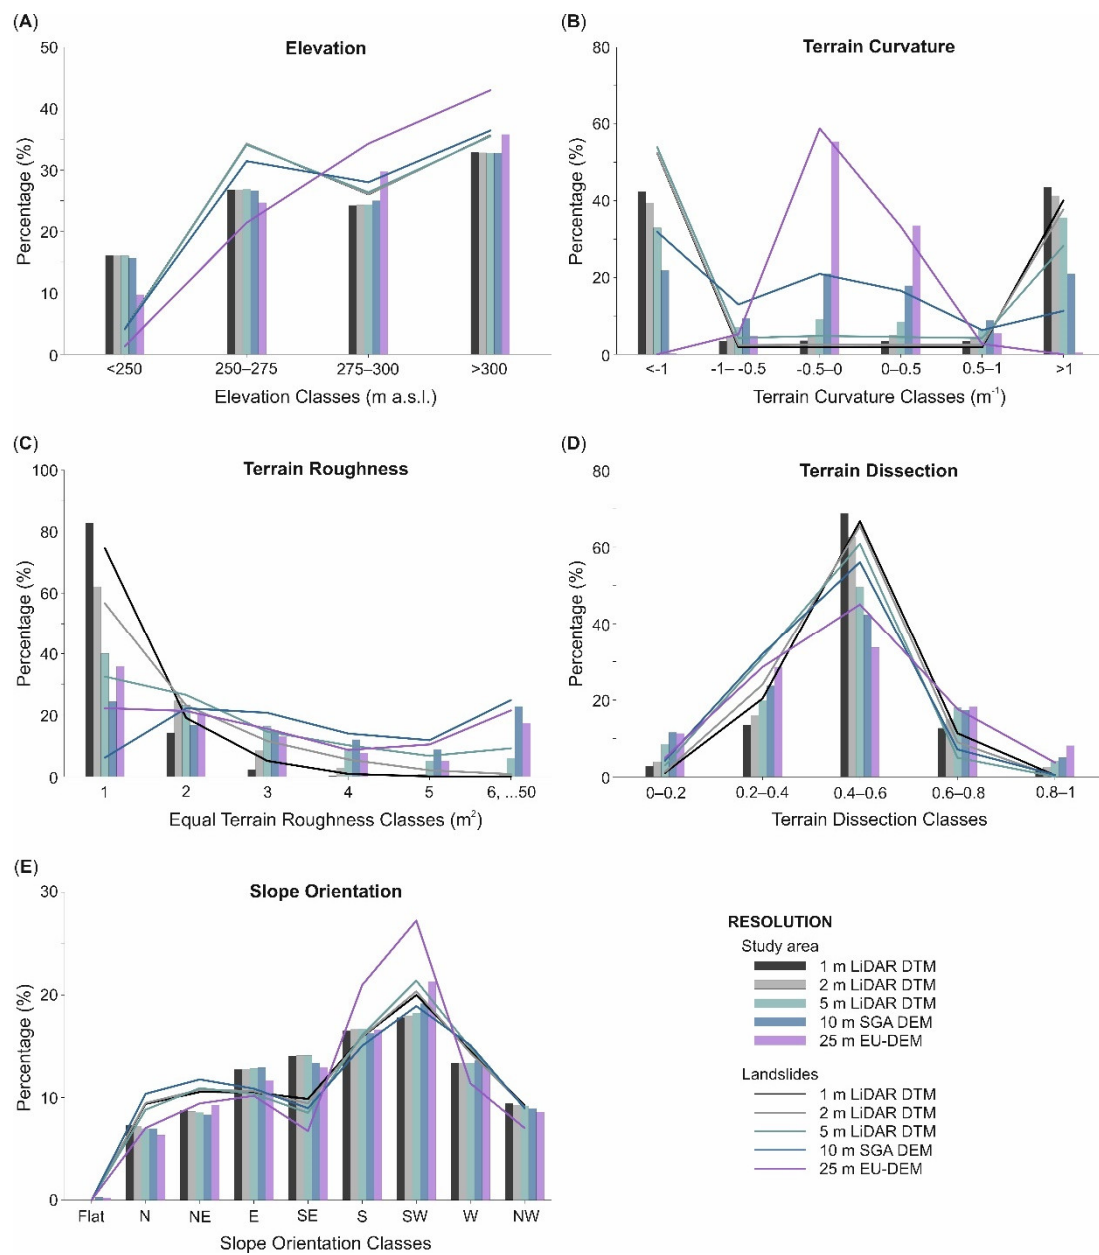 (A)
Elevation
Percentage (%)
50
40
30
20
10
0
<250
250–275
275–300
>300
Elevation Classes (m a.s.l.)
(B)
Terrain Curvature
Percentage (%)
80
60
40
20
0
<-1
-1– -0.5
-0.5–0
0–0.5
0.5–1
>1
Terrain Curvature Classes (m⁻¹)
(C)
Terrain Roughness
Percentage (%)
100
80
60
40
20
0
1
2
3
4
5
6, ...50
Equal Terrain Roughness Classes (m²)
(D)
Terrain Dissection
Percentage (%)
80
60
40
20
0
0–0.2
0.2–0.4
0.4–0.6
0.6–0.8
0.8–1
Terrain Dissection Classes
(E)
Slope Orientation
Percentage (%)
30
20
10
0
Flat
N
NE
E
SE
S
SW
W
NW
Slope Orientation Classes
RESOLUTION
Study area
1 m LiDAR DTM
2 m LiDAR DTM
5 m LiDAR DTM
10 m SGA DEM
25 m EU-DEM
Landslides
1 m LiDAR DTM
2 m LiDAR DTM
5 m LiDAR DTM
10 m SGA DEM
25 m EU-DEM